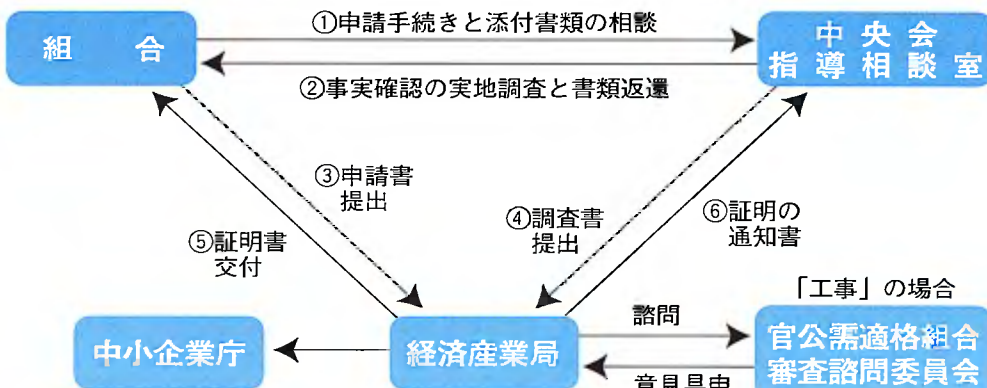 ①申請手続きと添付書類の相談
組合
中央会
指導相談室
②事実確認の実地調査と書類返還
③申請書
提出
④調査書
提出
⑥証明の
通知書
⑤証明書
交付
「工事」の場合
中小企業庁
経済産業局
諮問
官公需適格組合
審査諮問委員会
意見具申